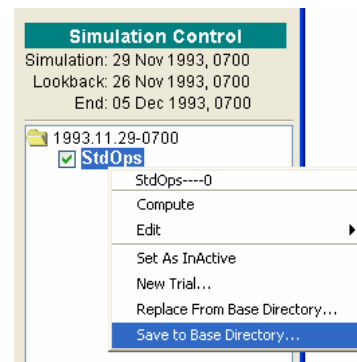 Simulation Control
Simulation: 29 Nov 1993, 0700
Lookback: 26 Nov 1993, 0700
End: 05 Dec 1993, 0700
1993.11.29-0700
StdOps
StdOps----0
Compute
Edit
Set As InActive
New Trial...
Replace From Base Directory...
Save to Base Directory...